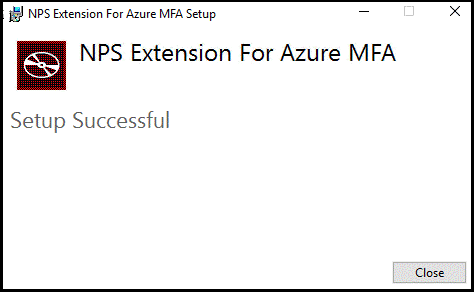 NPS Extension For Azure MFA Setup
NPS Extension For Azure MFA
Setup Successful
Close